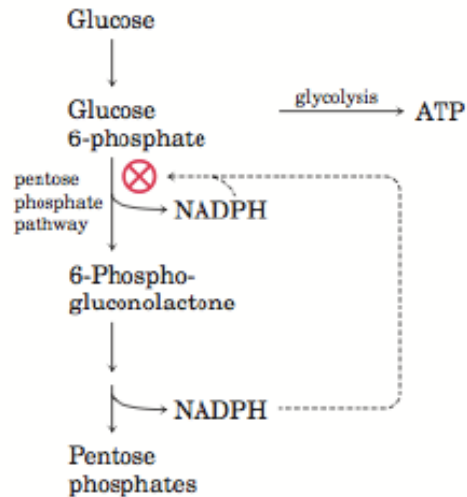 Glucose
Glucose
6-phosphate
glycolysis
ATP
pentose
phosphate
pathway
NADPH
6-Phospho-
gluconolactone
NADPH
Pentose
phosphates